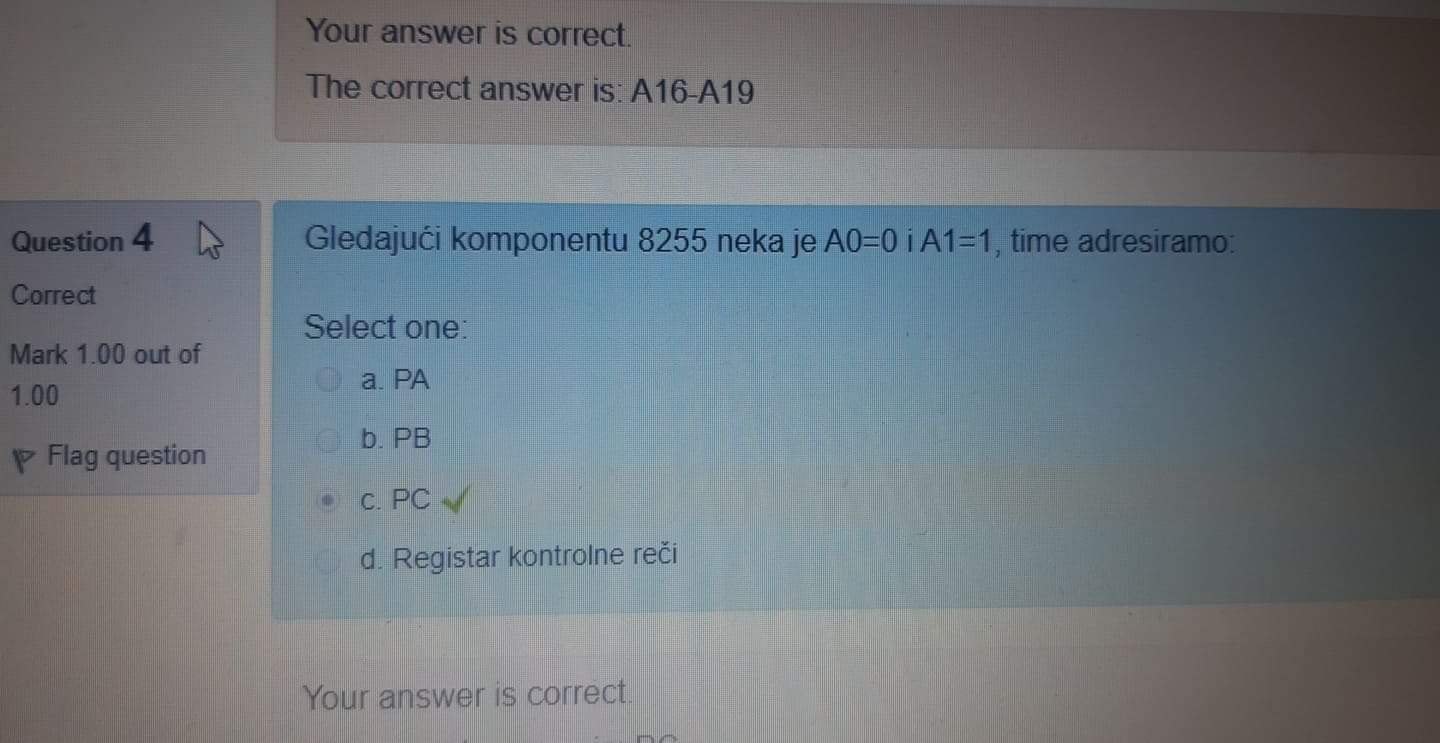 Your answer is correct.
The correct answer is: A16-A19
Question 4
Correct
Mark 1.00 out of
1.00
Flag question
Gledajući komponentu 8255 neka je A0=0 i A1=1, time adresiramo:
Select one:
a. PA
b. PB
c. PC
d. Registar kontrolne reči
Your answer is correct.